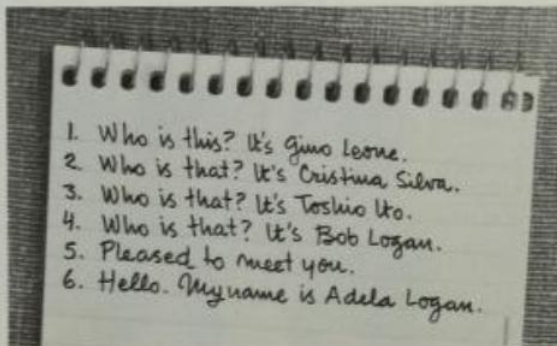 1. Who is this? It's Gino Leone.
2. Who is that? It's Cristina Silva.
3. Who is that? It's Toshio Ito.
4. Who is that? It's Bob Logan.
5. Pleased to meet you.
6. Hello. My name is Adela Logan.